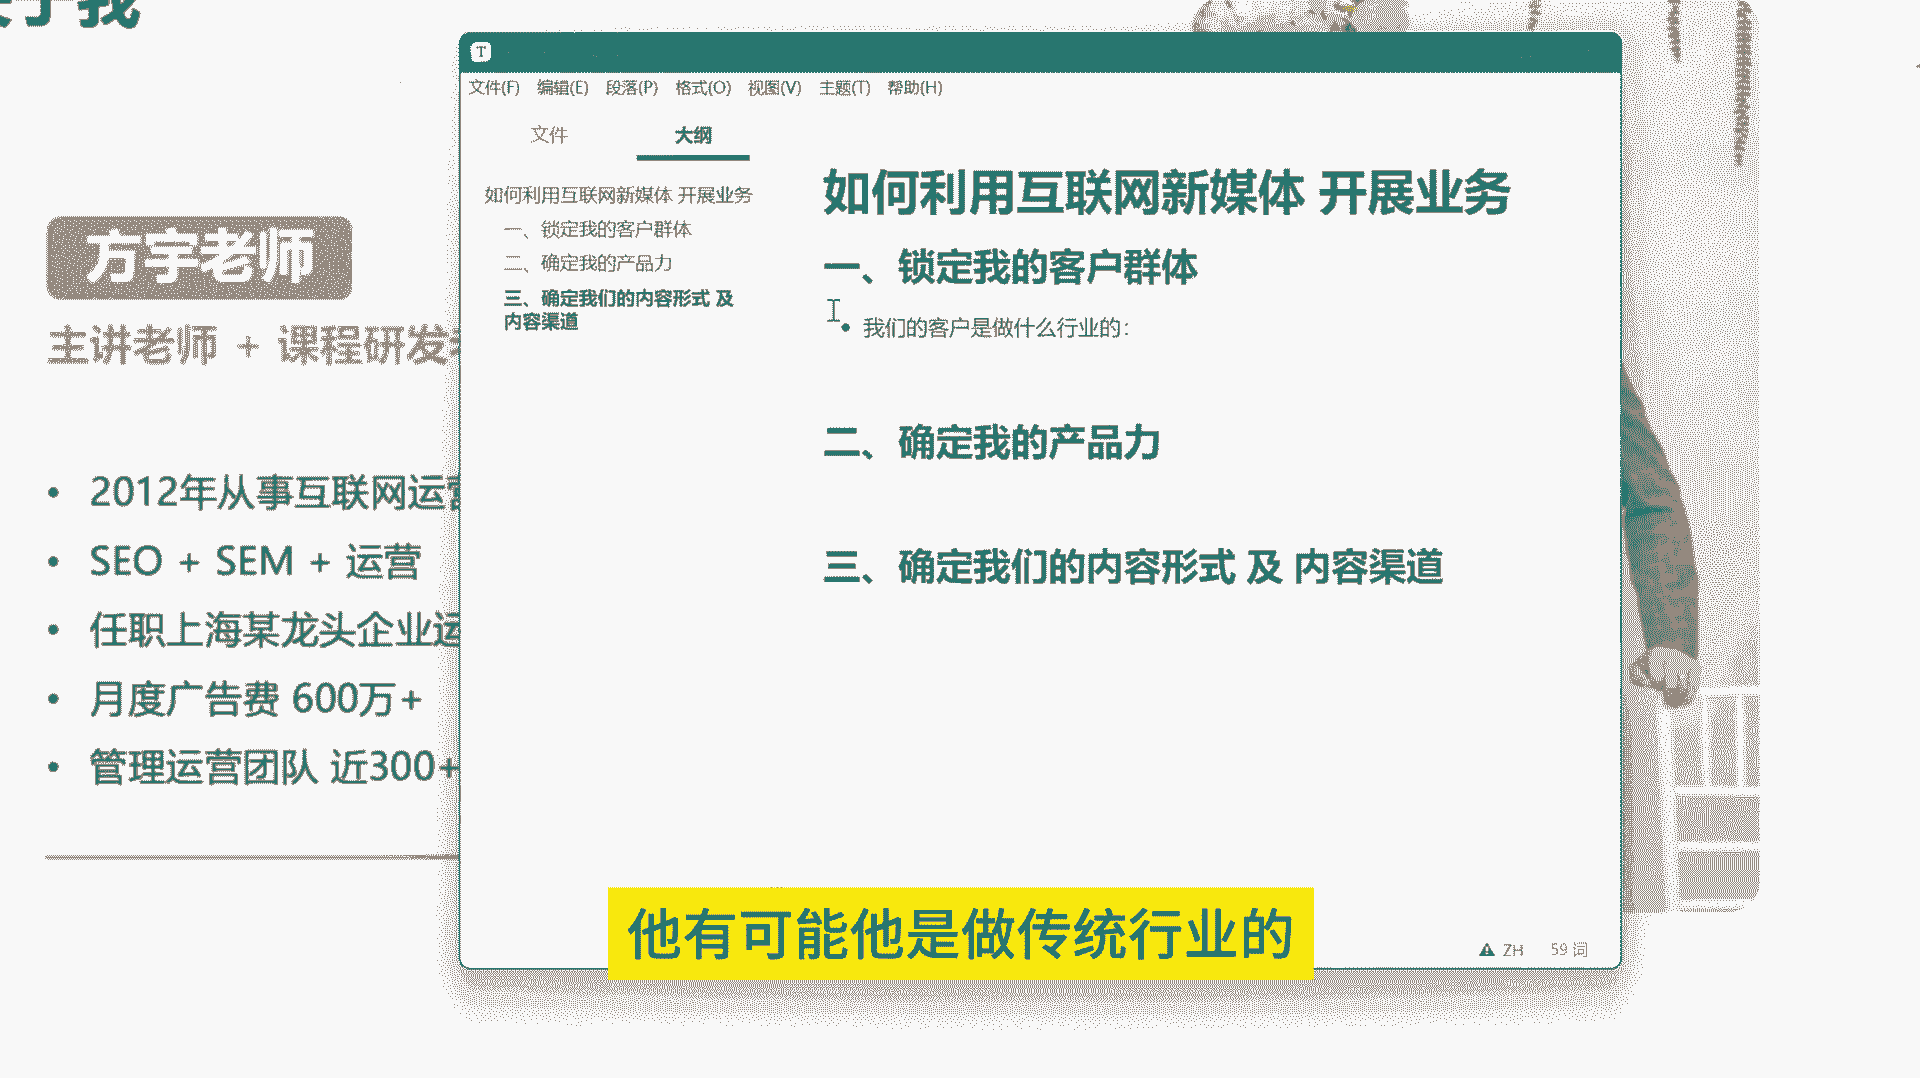 于我
方宇老师
主讲老师 + 课程研发
2012年从事互联网运营
SEO + SEM + 运营
任职上海某龙头企业运
月度广告费 600万+
管理运营团队 近300+
T
文件(F) 编辑(E) 段落(P) 格式(O) 视图(V) 主题(T) 帮助(H)
文件 大纲
如何利用互联网新媒体 开展业务
一、锁定我的客户群体
二、确定我的产品力
三、确定我们的内容形式 及
内容渠道
如何利用互联网新媒体 开展业务
一、锁定我的客户群体
我们的客户是做什么行业的：
二、确定我的产品力
三、确定我们的内容形式 及 内容渠道
ZH 59 词
他有可能他是做传统行业的